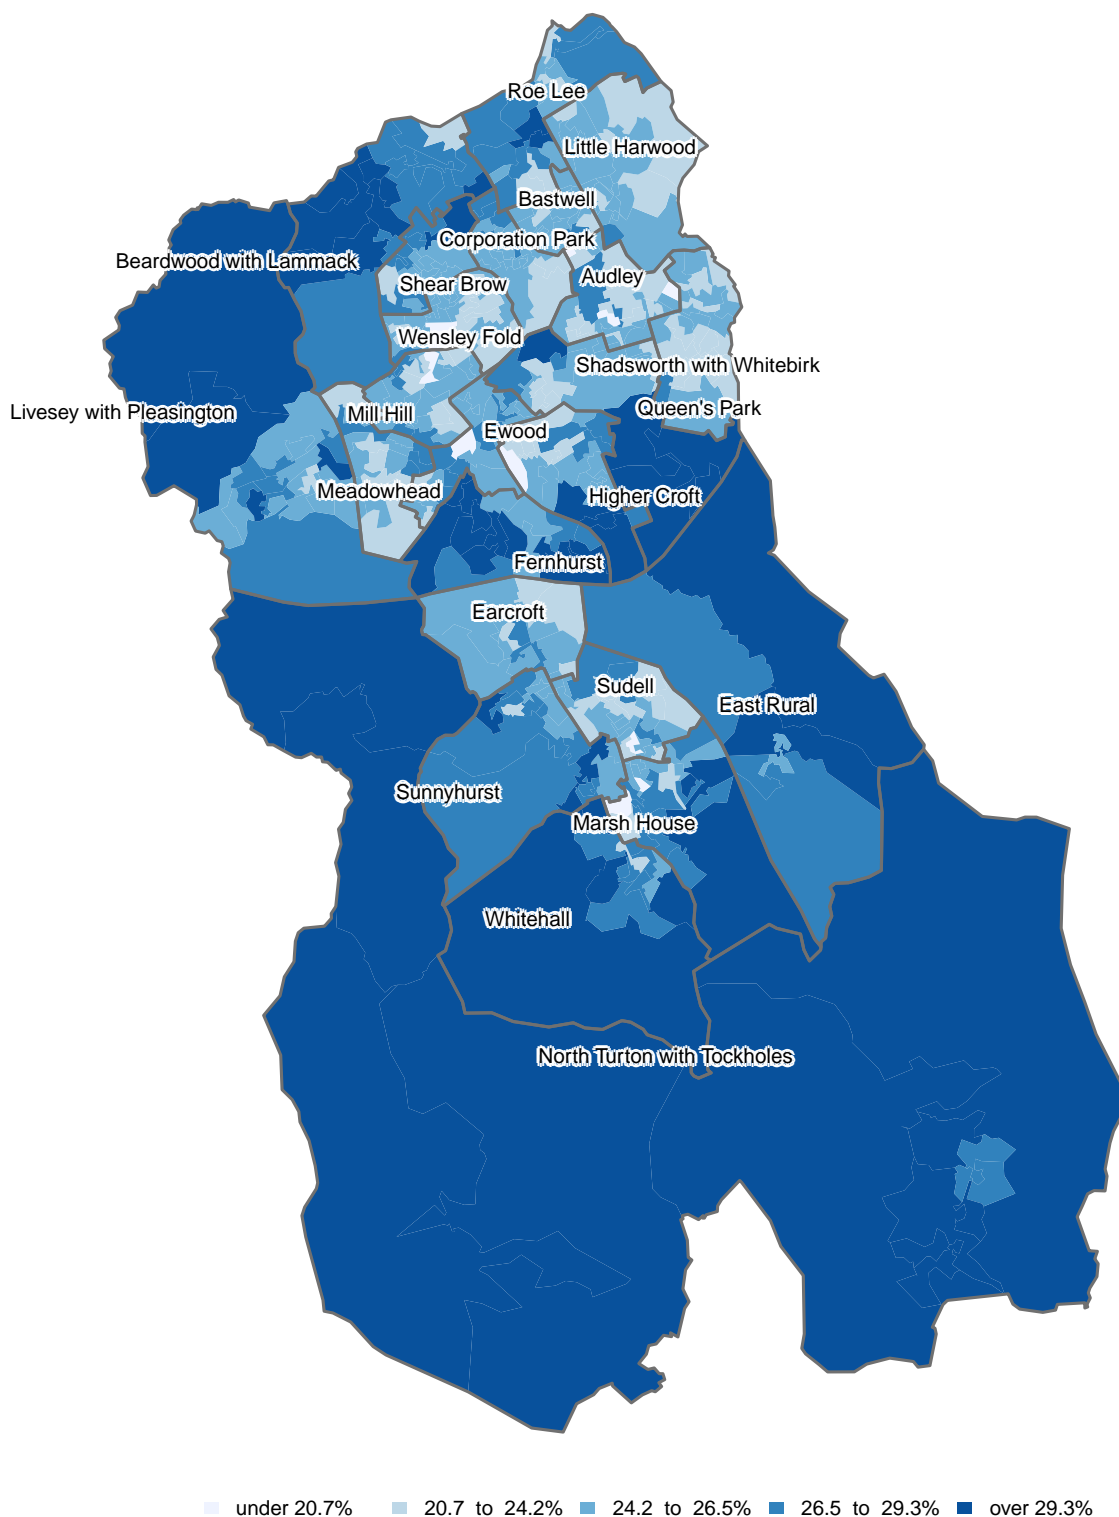 Roe Lee
Little Harwood
Bastwell
Corporation Park
Beardwood with Lammack
Audley
Shear Brow
Wensley Fold
Shadsworth with Whitebirk
Queen's Park
Livesey with Pleasington
Mill Hill
Ewood
Meadowhead
Higher Croft
Fernhurst
Earcroft
Sudell
East Rural
Sunnyhurst
Marsh House
Whitehall
North Turton with Tockholes
under 20.7% 20.7 to 24.2% 24.2 to 26.5% 26.5 to 29.3% over 29.3%